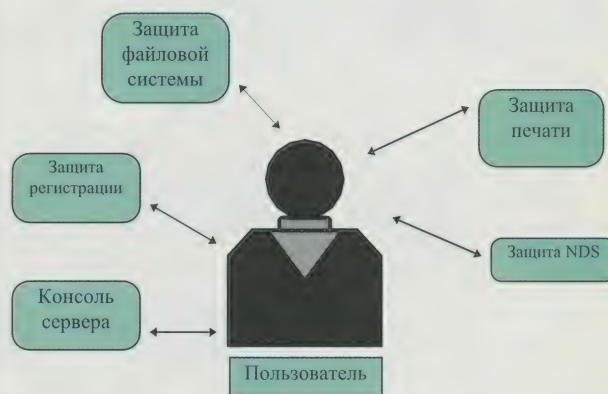 Защита
файловой
системы
Защита
печати
Защита
регистрации
Защита NDS
Консоль
сервера
Пользователь